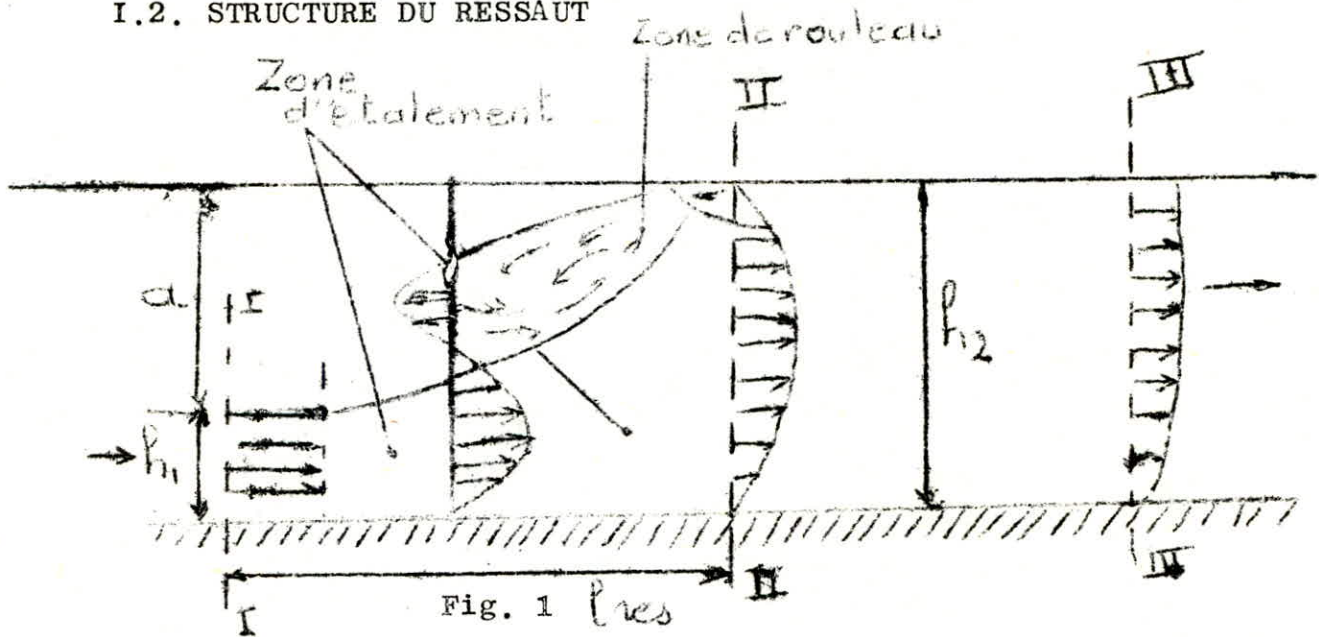 I.2. STRUCTURE DU RESSAUT
Zone de rouleau
Zone
d'étalement
II
III
a
I
h2
h1
I
Fig. 1 lres
II
III